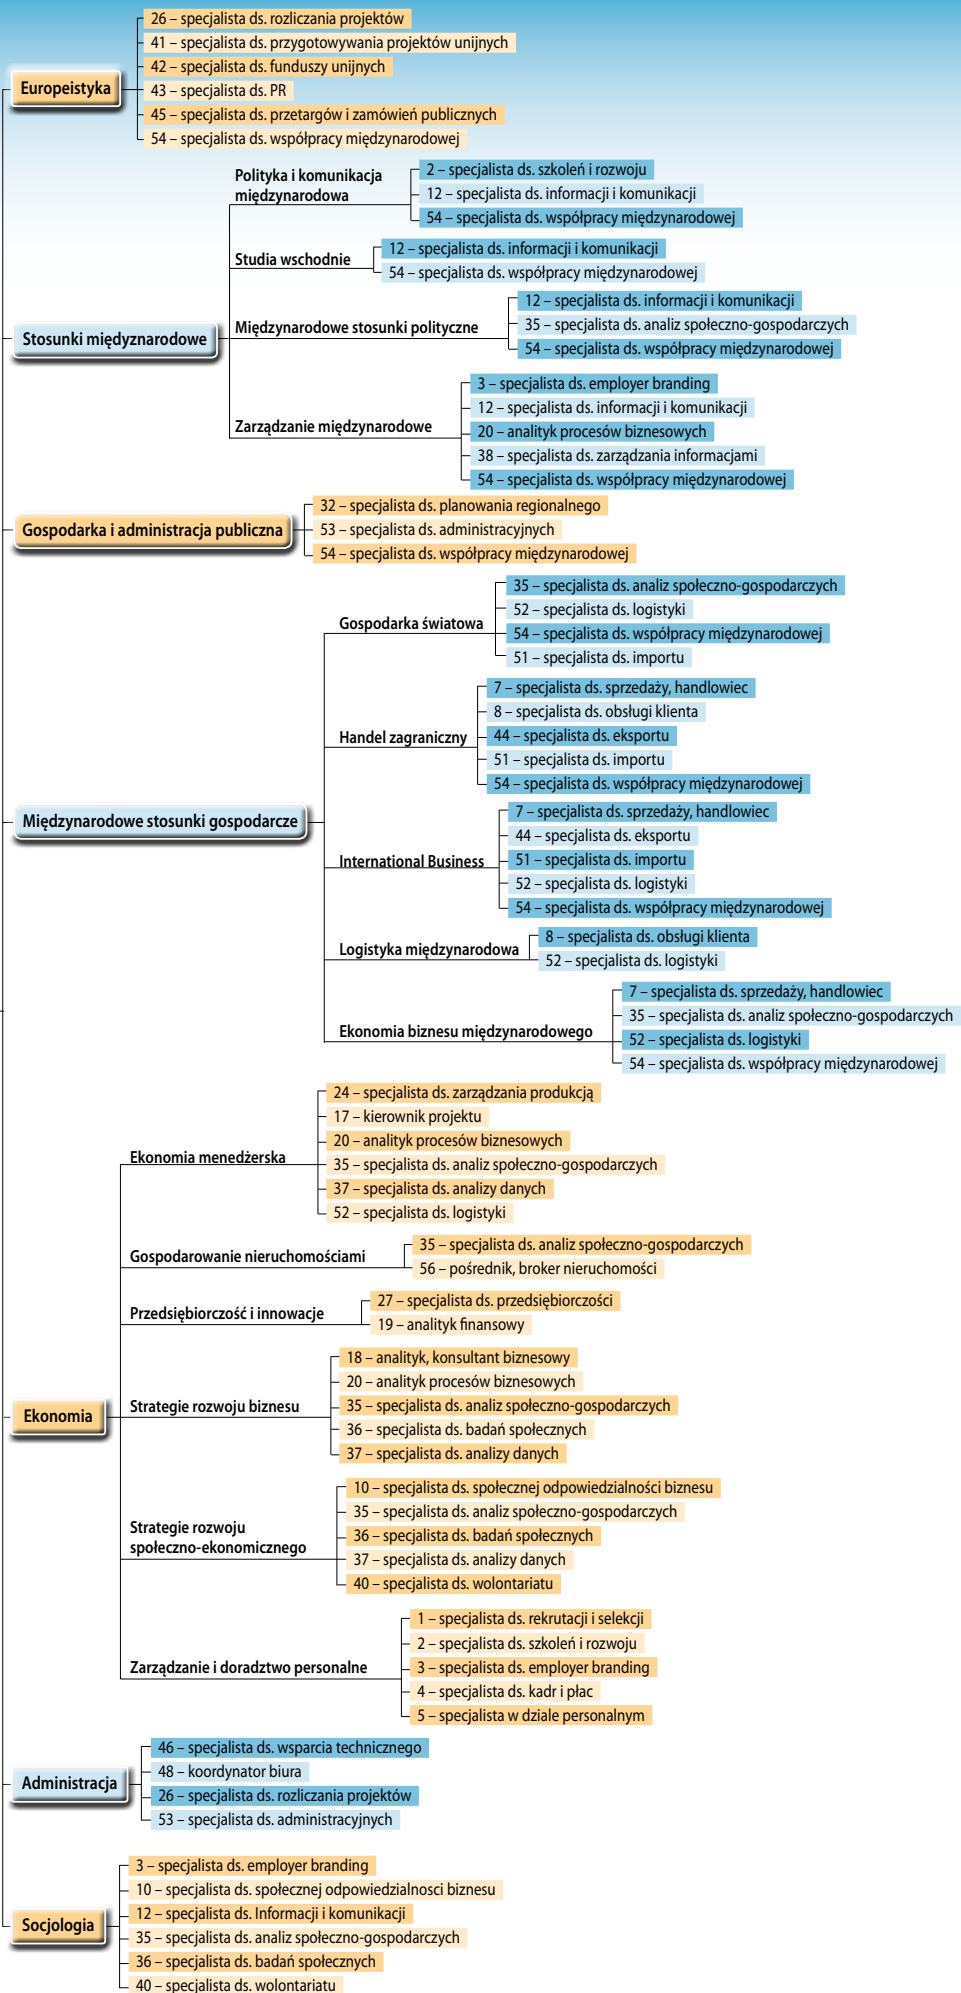 26 – specjalista ds. rozliczania projektów
41 – specjalista ds. przygotowywania projektów unijnych
42 – specjalista ds. funduszy unijnych
Europeistyka
43 – specjalista ds. PR
45 – specjalista ds. przetargów i zamówień publicznych
54 – specjalista ds. współpracy międzynarodowej
Stosunki międyznarodowe
Polityka i komunikacja
międzynarodowa
2 – specjalista ds. szkoleń i rozwoju
12 – specjalista ds. informacji i komunikacji
54 – specjalista ds. współpracy międzynarodowej
Studia wschodnie
12 – specjalista ds. informacji i komunikacji
54 – specjalista ds. współpracy międzynarodowej
Międzynarodowe stosunki polityczne
12 – specjalista ds. informacji i komunikacji
35 – specjalista ds. analiz społeczno-gospodarczych
54 – specjalista ds. współpracy międzynarodowej
Zarządzanie międzynarodowe
3 – specjalista ds. employer branding
12 – specjalista ds. informacji i komunikacji
20 – analityk procesów biznesowych
38 – specjalista ds. zarządzania informacjami
54 – specjalista ds. współpracy międzynarodowej
Gospodarka i administracja publiczna
32 – specjalista ds. planowania regionalnego
53 – specjalista ds. administracyjnych
54 – specjalista ds. współpracy międzynarodowej
Międzynarodowe stosunki gospodarcze
Gospodarka światowa
35 – specjalista ds. analiz społeczno-gospodarczych
52 – specjalista ds. logistyki
54 – specjalista ds. współpracy międzynarodowej
51 – specjalista ds. importu
Handel zagraniczny
7 – specjalista ds. sprzedaży, handlowiec
8 – specjalista ds. obsługi klienta
44 – specjalista ds. eksportu
51 – specjalista ds. importu
54 – specjalista ds. współpracy międzynarodowej
International Business
7 – specjalista ds. sprzedaży, handlowiec
44 – specjalista ds. eksportu
51 – specjalista ds. importu
52 – specjalista ds. logistyki
54 – specjalista ds. współpracy międzynarodowej
Logistyka międzynarodowa
8 – specjalista ds. obsługi klienta
52 – specjalista ds. logistyki
Ekonomia biznesu międzynarodowego
7 – specjalista ds. sprzedaży, handlowiec
35 – specjalista ds. analiz społeczno-gospodarczych
52 – specjalista ds. logistyki
54 – specjalista ds. współpracy międzynarodowej
Ekonomia
Ekonomia menedżerska
24 – specjalista ds. zarządzania produkcją
17 – kierownik projektu
20 – analityk procesów biznesowych
35 – specjalista ds. analiz społeczno-gospodarczych
37 – specjalista ds. analizy danych
52 – specjalista ds. logistyki
Gospodarowanie nieruchomościami
35 – specjalista ds. analiz społeczno-gospodarczych
56 – pośrednik, broker nieruchomości
Przedsiębiorczość i innowacje
27 – specjalista ds. przedsiębiorczości
19 – analityk finansowy
Strategie rozwoju biznesu
18 – analityk, konsultant biznesowy
20 – analityk procesów biznesowych
35 – specjalista ds. analiz społeczno-gospodarczych
36 – specjalista ds. badań społecznych
37 – specjalista ds. analizy danych
Strategie rozwoju
społeczno-ekonomicznego
10 – specjalista ds. społecznej odpowiedzialności biznesu
35 – specjalista ds. analiz społeczno-gospodarczych
36 – specjalista ds. badań społecznych
37 – specjalista ds. analizy danych
40 – specjalista ds. wolontariatu
Zarządzanie i doradztwo personalne
1 – specjalista ds. rekrutacji i selekcji
2 – specjalista ds. szkoleń i rozwoju
3 – specjalista ds. employer branding
4 – specjalista ds. kadr i płac
5 – specjalista w dziale personalnym
Administracja
46 – specjalista ds. wsparcia technicznego
48 – koordynator biura
26 – specjalista ds. rozliczania projektów
53 – specjalista ds. administracyjnych
Socjologia
3 – specjalista ds. employer branding
10 – specjalista ds. społecznej odpowiedzialnosci biznesu
12 – specjalista ds. Informacji i komunikacji
35 – specjalista ds. analiz społeczno-gospodarczych
36 – specjalista ds. badań społecznych
40 – specjalista ds. wolontariatu